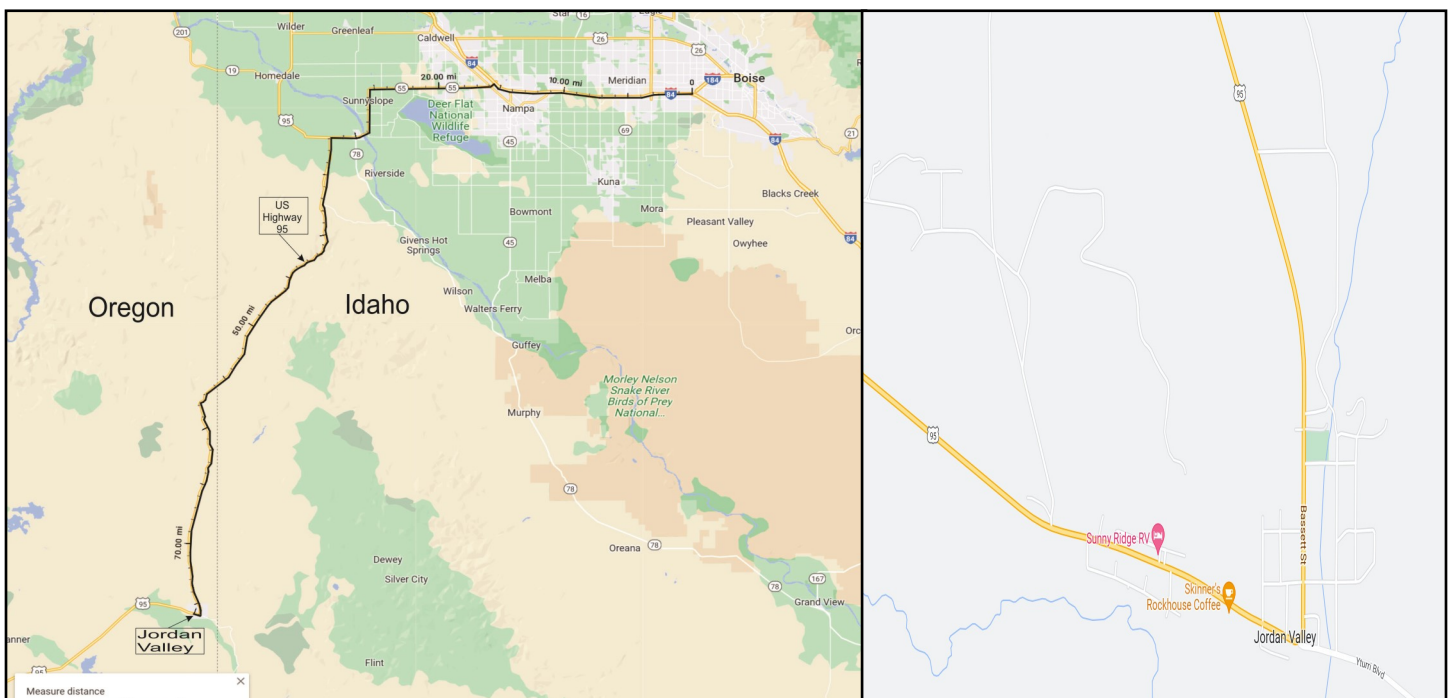 Star
16
Eagle
201
Wilder
Greenleaf
Caldwell
26
26
84
19
Homedale
20.00 mi
10.00 mi
Meridian
0
184
Boise
55
55
84
Sunnyslope
Deer Flat
National
Wildlife
Refuge
Nampa
95
69
45
84
21
78
Riverside
Kuna
Blacks Creek
US
Highway
95
Bowmont
Mora
Pleasant Valley
Owyhee
84
Givens Hot
Springs
45
Melba
Oregon
Idaho
Wilson
Walters Ferry
50.00 mi
Guffey
Orc
Morley Nelson
Snake River
Birds of Prey
National...
Murphy
78
70.00 mi
Oreana
78
Dewey
Silver City
78
167
Grand View
95
Jordan
Valley
anner
95
Flint
Measure distance
95
95
Bassett St
Sunny Ridge RV
Skinner's
Rockhouse Coffee
Jordan Valley
Yturri Blvd